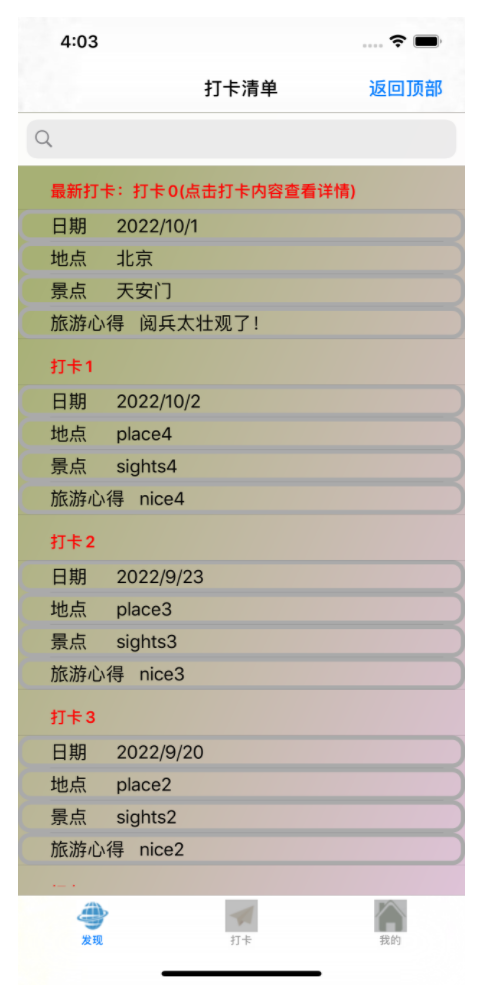 4:03
打卡清单
返回顶部
最新打卡：打卡0(点击打卡内容查看详情)
日期 2022/10/1
地点 北京
景点 天安门
旅游心得 阅兵太壮观了!
打卡1
日期 2022/10/2
地点 place4
景点 sights4
旅游心得 nice4
打卡2
日期 2022/9/23
地点 place3
景点 sights3
旅游心得 nice3
打卡3
日期 2022/9/20
地点 place2
景点 sights2
旅游心得 nice2
发现
打卡
我的